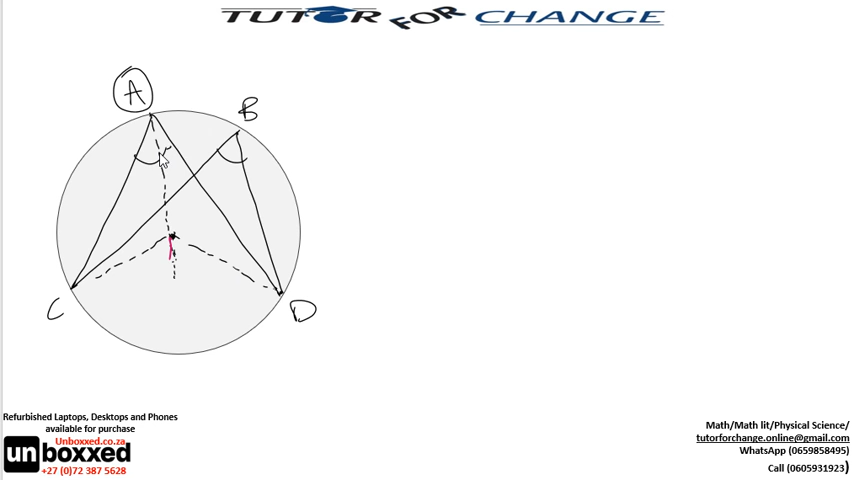 TUTOR FOR CHANGE
A
B
C
D
Refurbished Laptops, Desktops and Phones
available for purchase
Unboxxed.co.za
unboxxed
+27 (0)72 387 5628
Math/Math lit/Physical Science/
tutorforchange.online@gmail.com
WhatsApp (0659858495)
Call (0605931923)